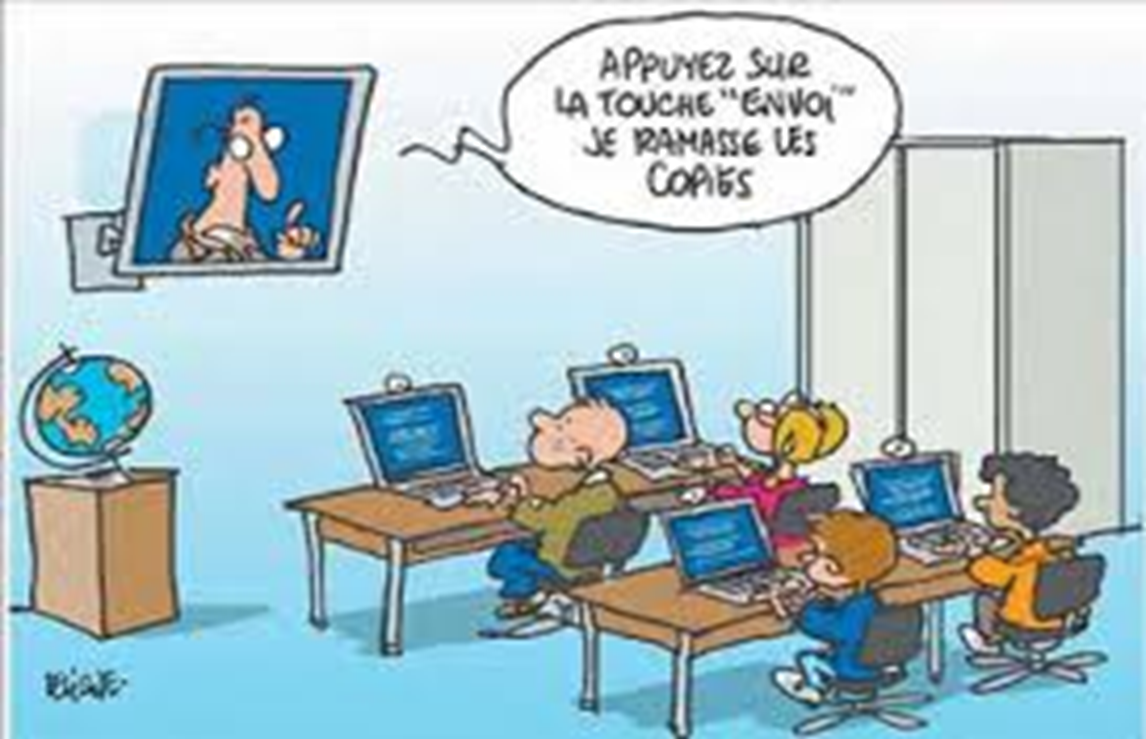 APPUYEZ SUR
LA TOUCHE "ENVOI"
JE RAMASSE LES
COPIES